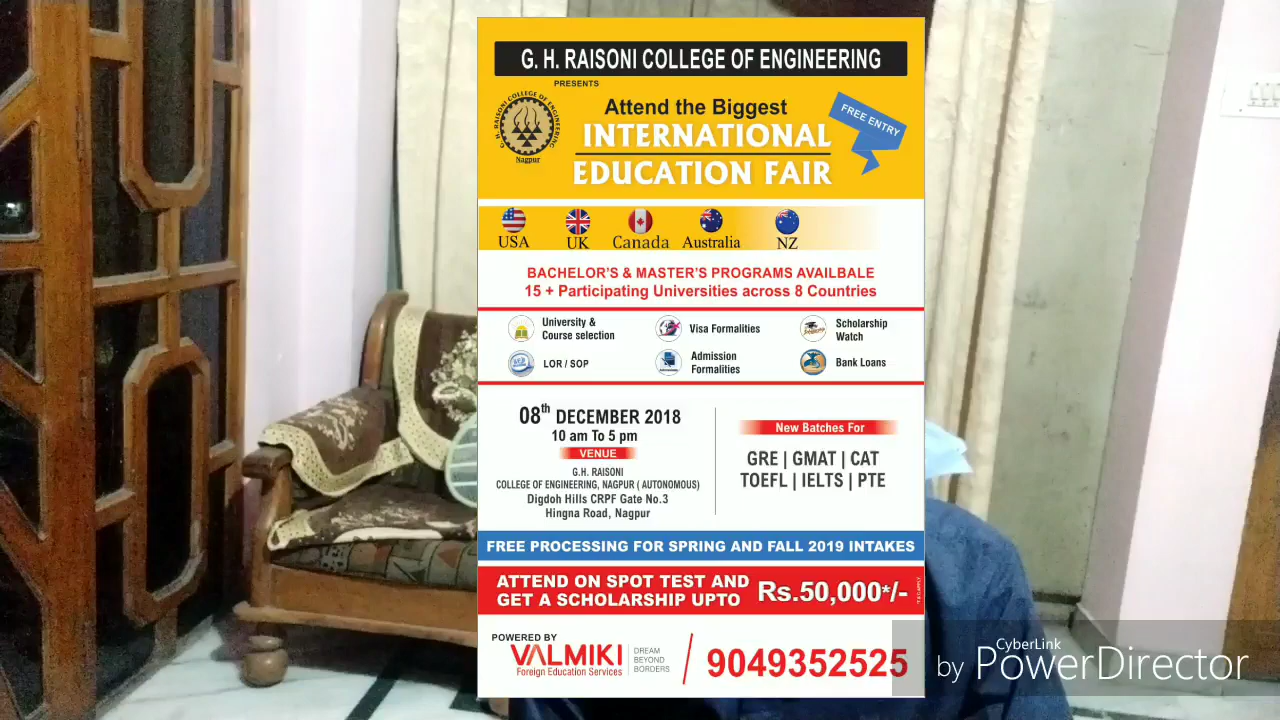 G. H. RAISONI COLLEGE OF ENGINEERING
PRESENTS
G. H. RAISONI COLLEGE OF ENGINEERING
Nagpur
Attend the Biggest
INTERNATIONAL
EDUCATION FAIR
FREE ENTRY
USA UK Canada Australia NZ
BACHELOR'S & MASTER'S PROGRAMS AVAILBALE
15 + Participating Universities across 8 Countries
University &
Course selection
Visa Formalities
Scholarship
Watch
LOR / SOP
Admission
Formalities
Bank Loans
08th DECEMBER 2018
10 am To 5 pm
VENUE
G.H. RAISONI
COLLEGE OF ENGINEERING, NAGPUR ( AUTONOMOUS)
Digdoh Hills CRPF Gate No.3
Hingna Road, Nagpur
New Batches For
GRE | GMAT | CAT
TOEFL | IELTS | PTE
FREE PROCESSING FOR SPRING AND FALL 2019 INTAKES
ATTEND ON SPOT TEST AND
GET A SCHOLARSHIP UPTO
Rs.50,000*/-
POWERED BY
VALMIKI
Foreign Education Services
DREAM
BEYOND
BORDERS
9049352525
by CyberLink
PowerDirector